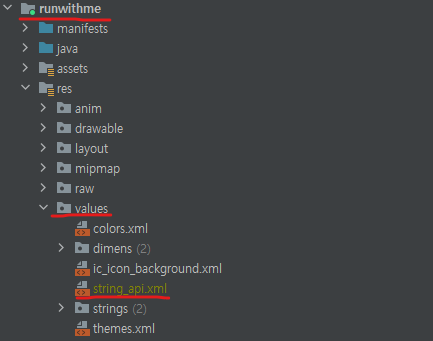 runwithme
manifests
java
assets
res
anim
drawable
layout
mipmap
raw
values
colors.xml
dimens (2)
ic_icon_background.xml
string_api.xml
strings (2)
themes.xml